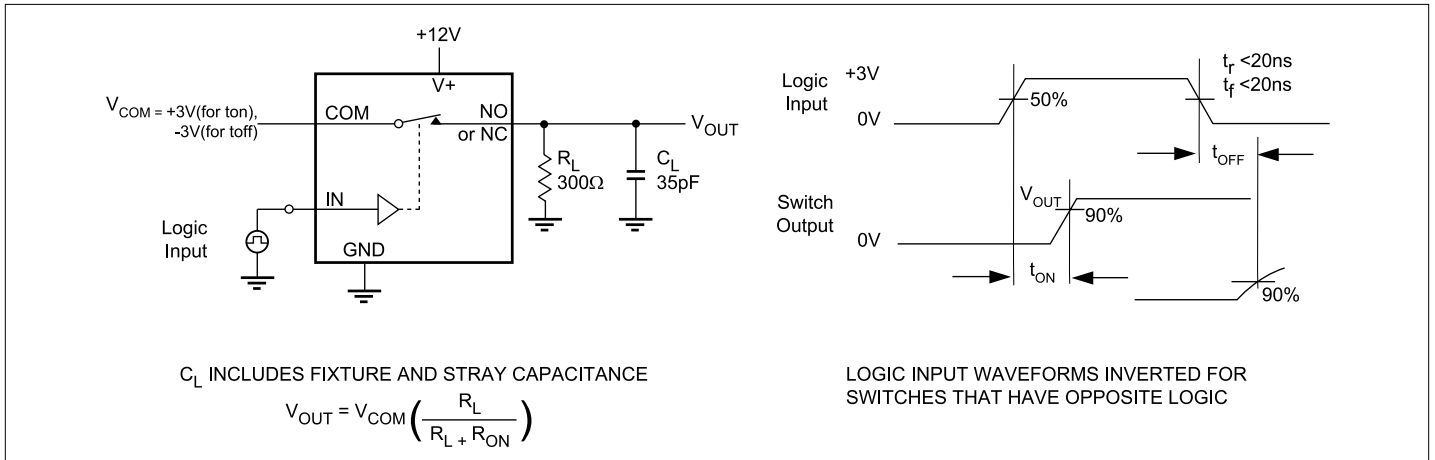 +12V
V+
V_COM = +3V(for ton),
-3V(for toff)
COM
NO
or NC
V_OUT
R_L
300Ω
C_L
35pF
IN
Logic
Input
GND
C_L INCLUDES FIXTURE AND STRAY CAPACITANCE
V_OUT = V_COM ( R_L / R_L + R_ON )
Logic
Input
+3V
0V
50%
t_r <20ns
t_f <20ns
t_OFF
Switch
Output
V_OUT
0V
90%
t_ON
90%
LOGIC INPUT WAVEFORMS INVERTED FOR
SWITCHES THAT HAVE OPPOSITE LOGIC